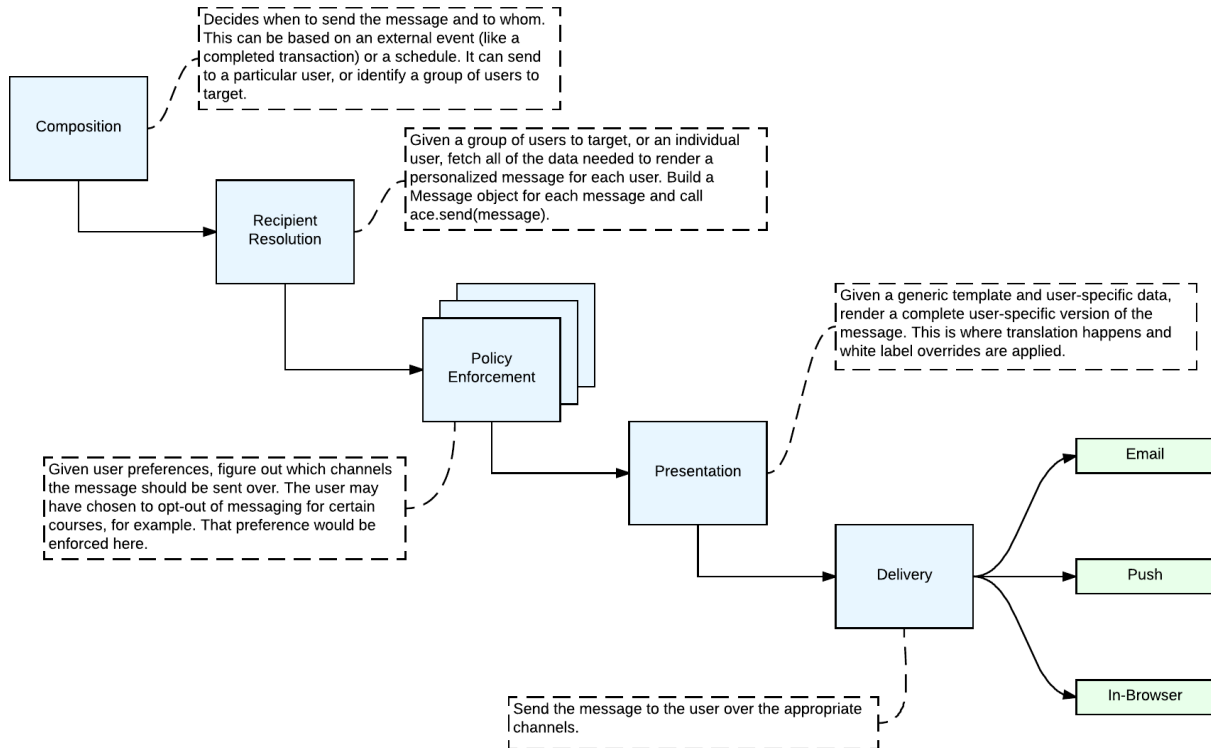 Decides when to send the message and to whom.
This can be based on an external event (like a
completed transaction) or a schedule. It can send
to a particular user, or identify a group of users to
target.
Composition
Given a group of users to target, or an individual
user, fetch all of the data needed to render a
personalized message for each user. Build a
Message object for each message and call
ace.send(message).
Recipient
Resolution
Given a generic template and user-specific data,
render a complete user-specific version of the
message. This is where translation happens and
white label overrides are applied.
Policy
Enforcement
Given user preferences, figure out which channels
the message should be sent over. The user may
have chosen to opt-out of messaging for certain
courses, for example. That preference would be
enforced here.
Presentation
Email
Delivery
Push
In-Browser
Send the message to the user over the appropriate
channels.